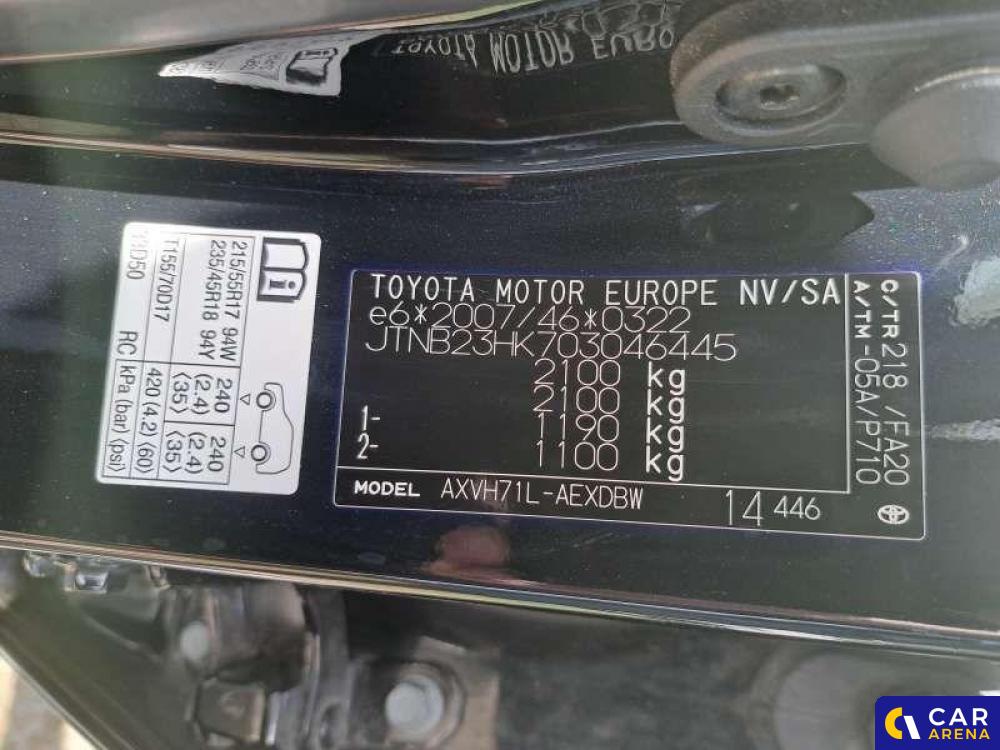 TOYOTA MOTOR EURO
TOYOTA MOTOR EUROPE NV/SA
e6*2007/46*0322
JTNB23HK703046445
2100 kg
2100 kg
1- 1190 kg
2- 1100 kg
MODEL AXVH71L-AEXDBW 14 446
C/TR 218 /FA20
A/TM -05A/P710
215/55R17 94W
235/45R18 94Y
240 (2.4) (35)
240 (2.4) (35)
T155/70D17 420 (4.2) (60)
RC kPa (bar) (psi)
CAR
ARENA